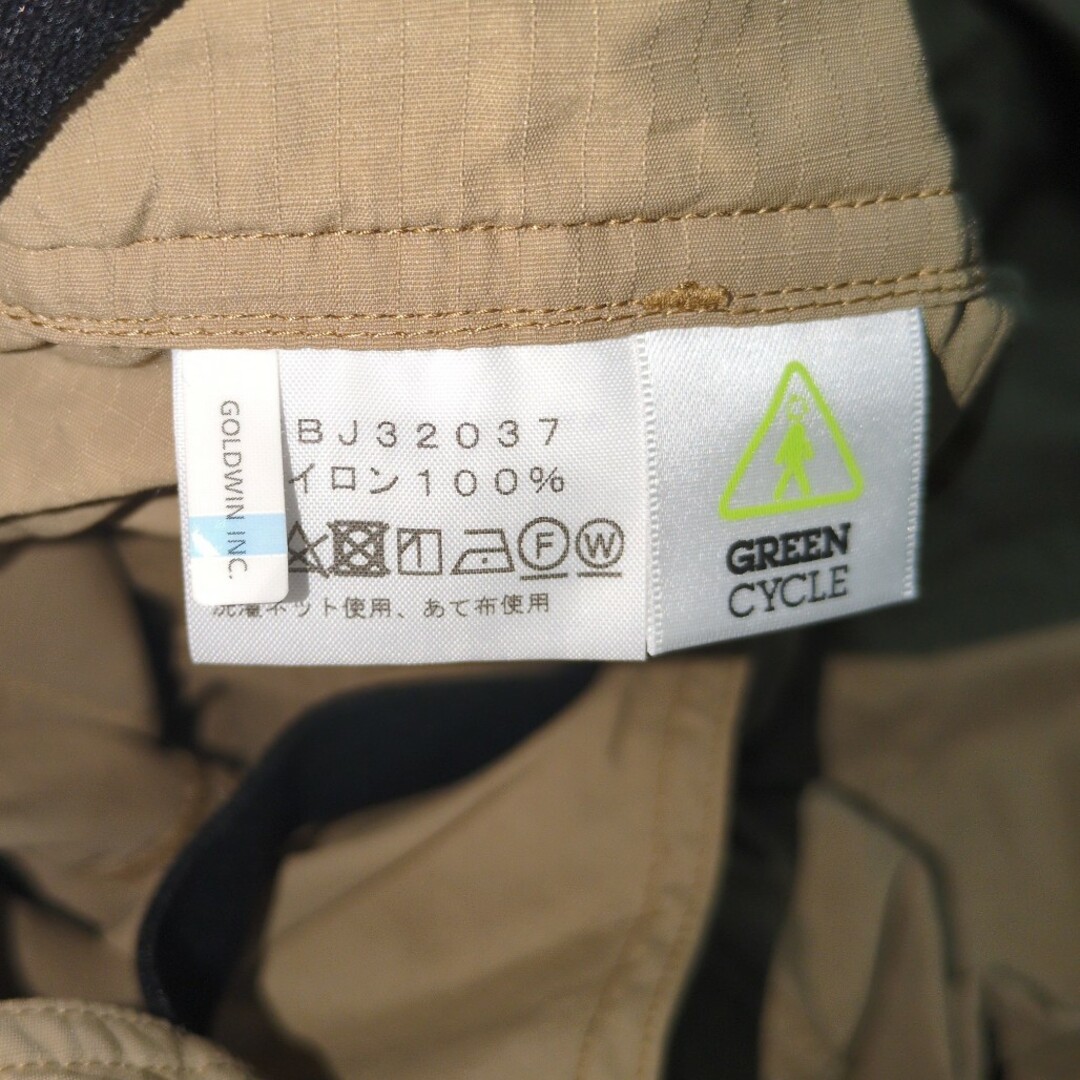 GOLDWIN INC.
BJ32037
イロン100%
F W
洗濯ネット使用、あて布使用
GREEN
CYCLE